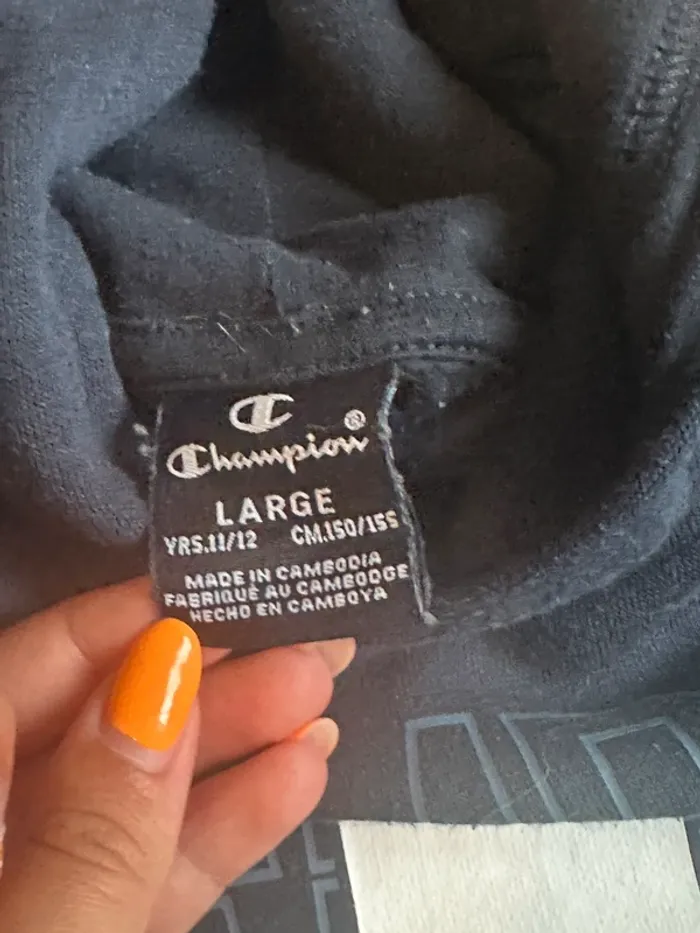 Champion®
LARGE
YRS.11/12 CM.150/155
MADE IN CAMBODIA
FABRIQUÉ AU CAMBODGE
HECHO EN CAMBOYA